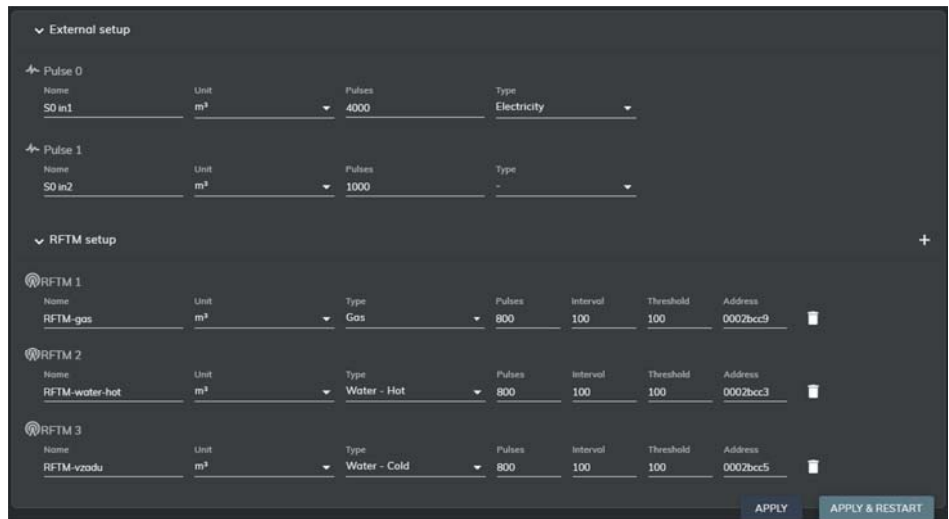 External setup
Pulse 0
Name Unit Pulses Type
S0 in1 m³ 4000 Electricity
Pulse 1
Name Unit Pulses Type
S0 in2 m³ 1000 -
RFTM setup +
RFTM 1
Name Unit Type Pulses Interval Threshold Address
RFTM-gas m³ Gas 800 100 100 0002bcc9
RFTM 2
Name Unit Type Pulses Interval Threshold Address
RFTM-water-hot m³ Water - Hot 800 100 100 0002bcc3
RFTM 3
Name Unit Type Pulses Interval Threshold Address
RFTM-vzadu m³ Water - Cold 800 100 100 0002bcc5
APPLY APPLY & RESTART